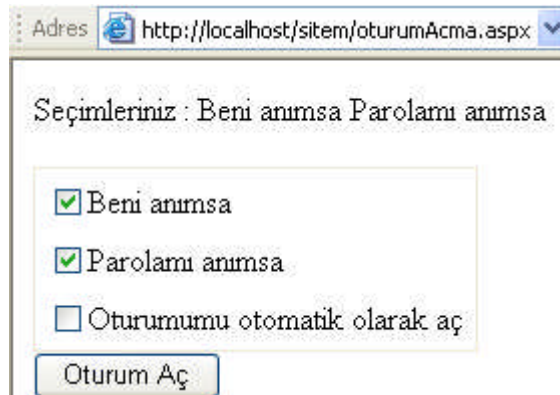 Adres http://localhost/sitem/oturumAcma.aspx
Seçimleriniz : Beni anımsa Parolamı anımsa
Beni anımsa
Parolamı anımsa
Oturumumu otomatik olarak aç
Oturum Aç